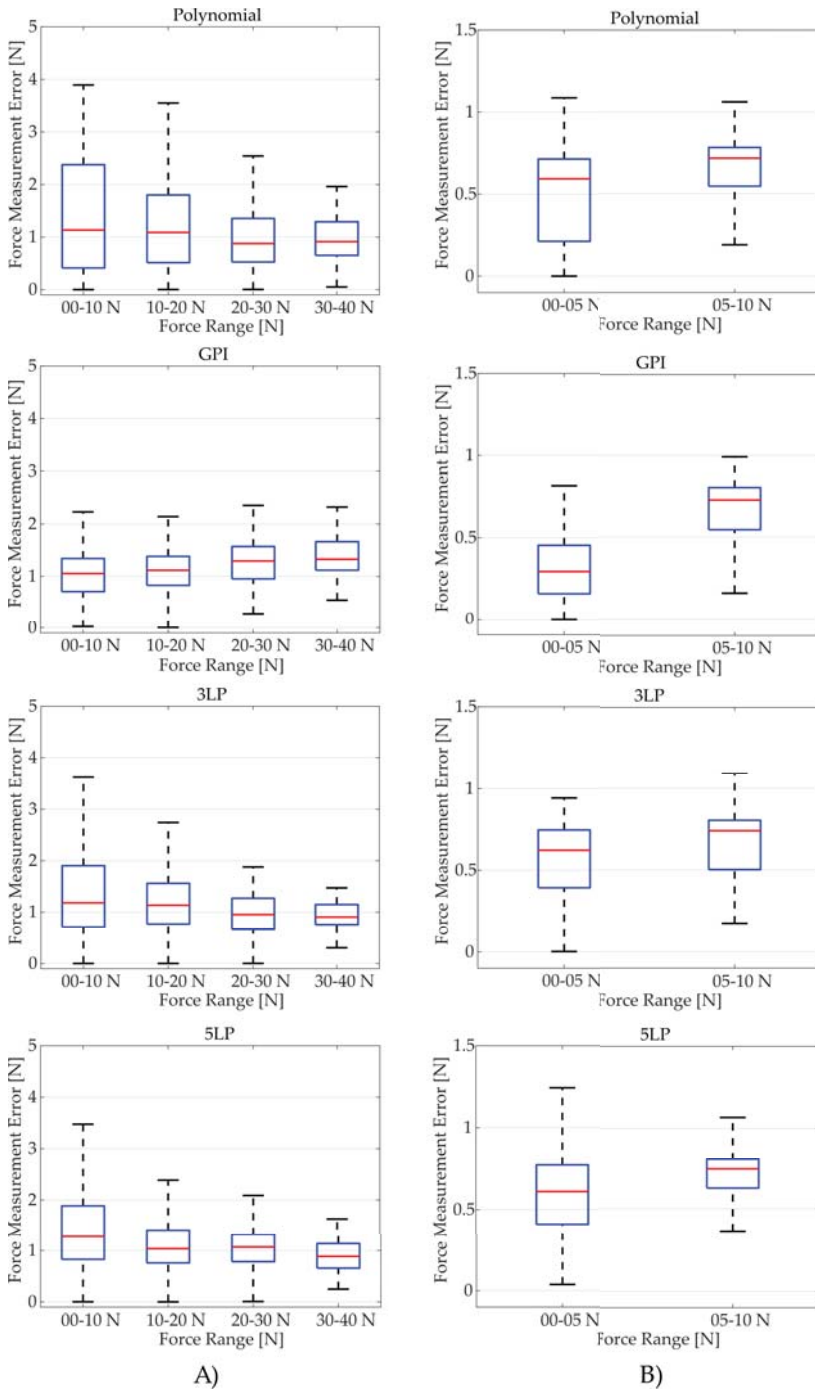 Polynomial
Force Measurement Error [N]
5
4
3
2
1
0
00-10 N 10-20 N 20-30 N 30-40 N
Force Range [N]
Polynomial
Force Measurement Error [N]
1.5
1
0.5
0
00-05 N 05-10 N
Force Range [N]
GPI
Force Measurement Error [N]
5
4
3
2
1
0
00-10 N 10-20 N 20-30 N 30-40 N
Force Range [N]
GPI
Force Measurement Error [N]
1.5
1
0.5
0
00-05 N 05-10 N
Force Range [N]
3LP
Force Measurement Error [N]
5
4
3
2
1
0
00-10 N 10-20 N 20-30 N 30-40 N
Force Range [N]
3LP
Force Measurement Error [N]
1.5
1
0.5
0
00-05 N 05-10 N
Force Range [N]
5LP
Force Measurement Error [N]
5
4
3
2
1
0
00-10 N 10-20 N 20-30 N 30-40 N
Force Range [N]
5LP
Force Measurement Error [N]
1.5
1
0.5
0
00-05 N 05-10 N
Force Range [N]
A)
B)